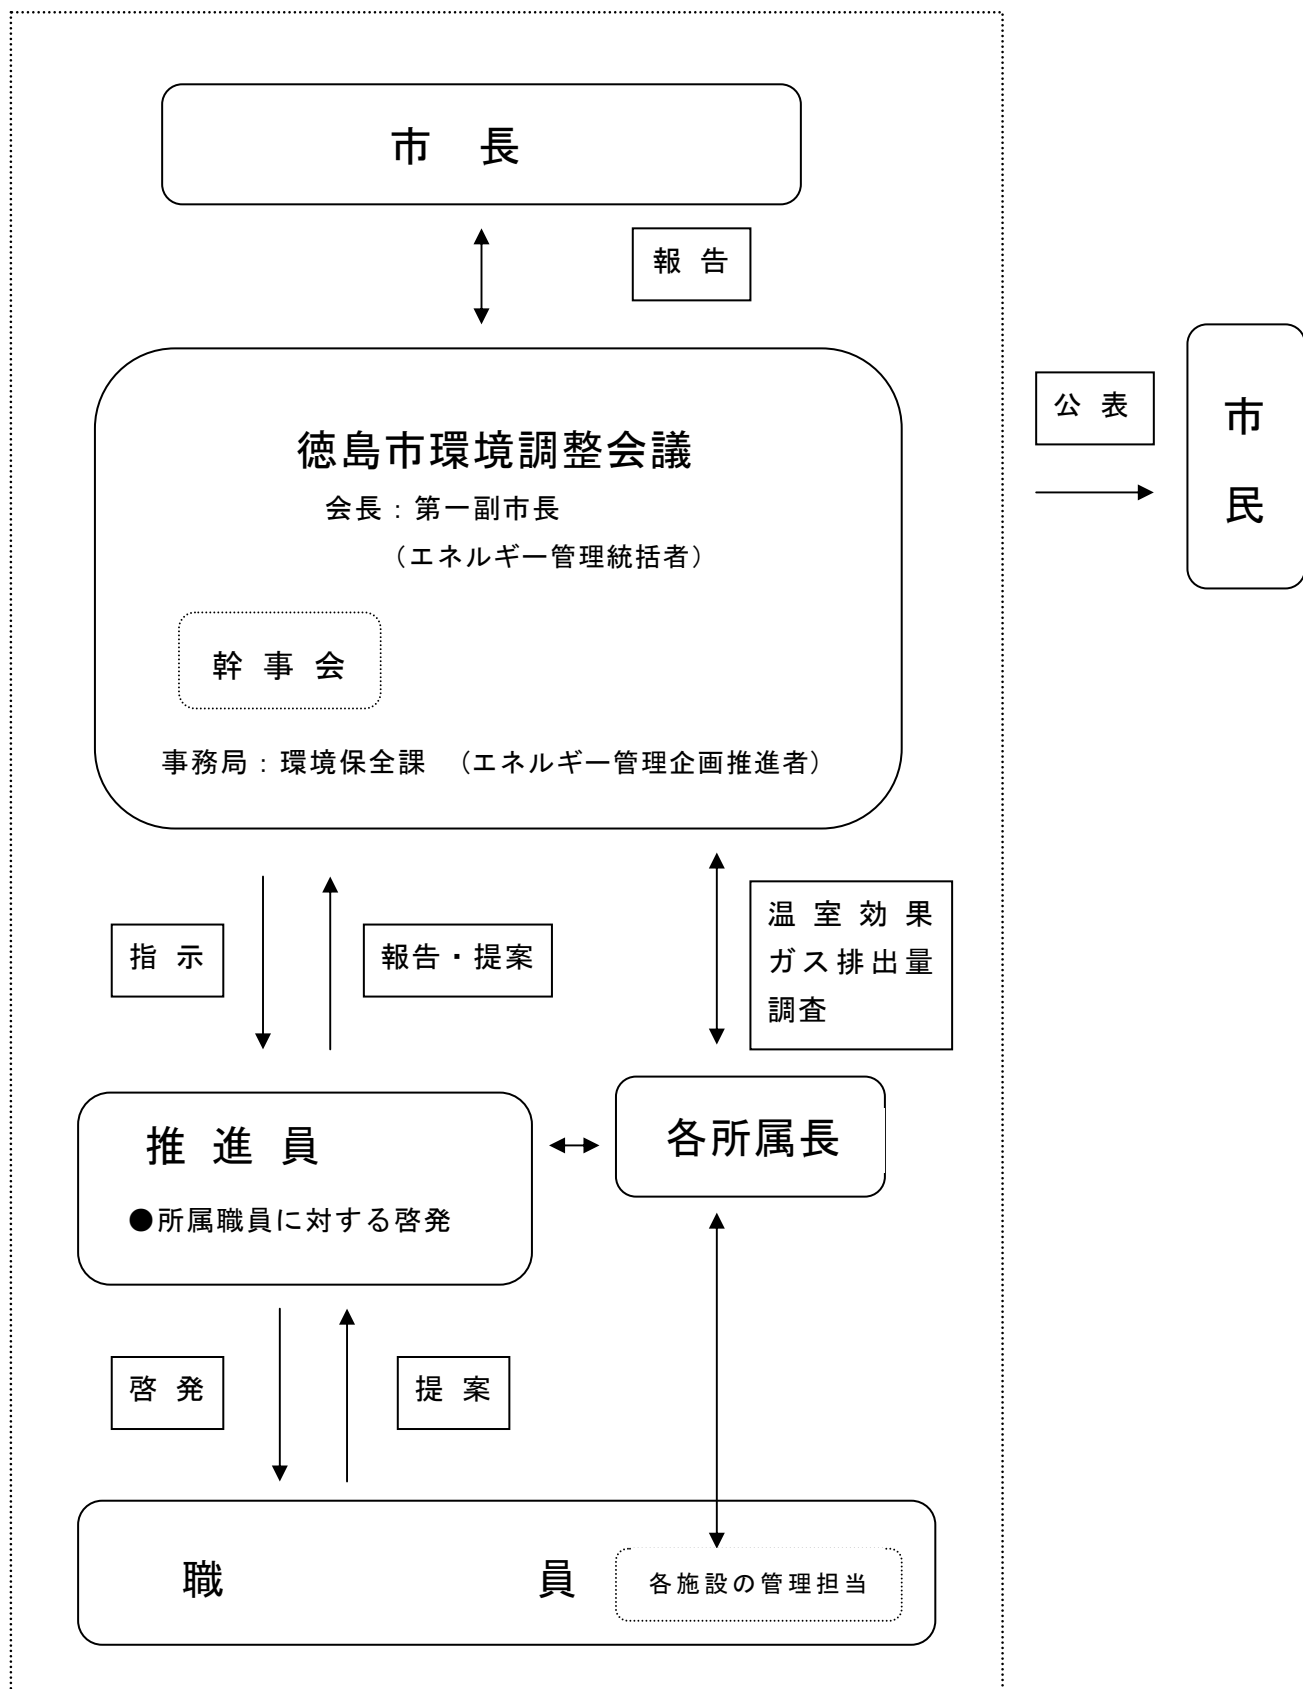 市　長
報 告
公 表
市
民
徳島市環境調整会議
会長：第一副市長
（エネルギー管理統括者）
幹 事 会
事務局：環境保全課　（エネルギー管理企画推進者）
指 示
報告・提案
温 室 効 果
ガス排出量
調査
推 進 員
●所属職員に対する啓発
各所属長
啓 発
提 案
職　員
各施設の管理担当